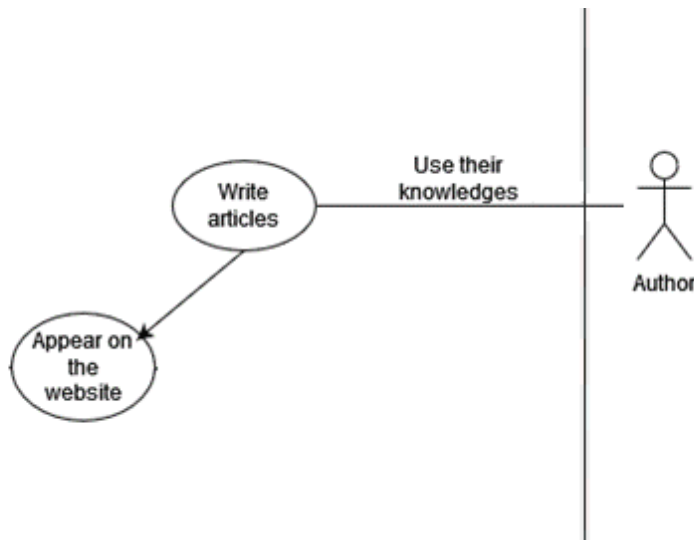 Use their
knowledges
Write
articles
Author
Appear on
the
website